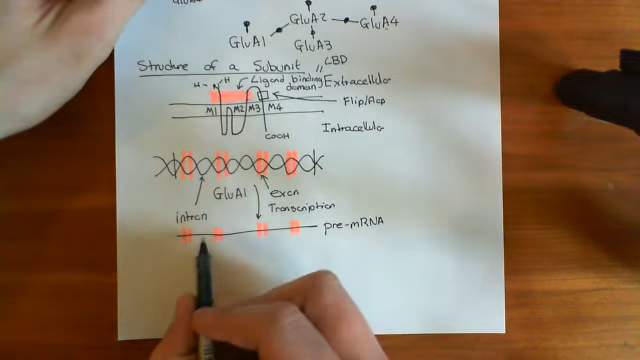 GluA2
GluA4
GluA1
GluA3
Structure of a Subunit
LBD
H-N-H
Ligand binding domain
Extracellular
Flip/Flop
M1 M2 M3 M4
Intracellular
COOH
GluA1
exon
intron
Transcription
pre-mRNA